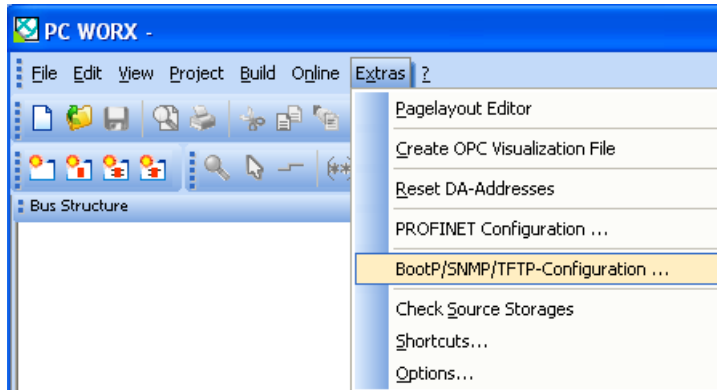 PC WORX -
File Edit View Project Build Online Extras ?
Pagelayout Editor
Create OPC Visualization File
Reset DA-Addresses
Bus Structure
PROFINET Configuration ...
BootP/SNMP/TFTP-Configuration ...
Check Source Storages
Shortcuts...
Options...